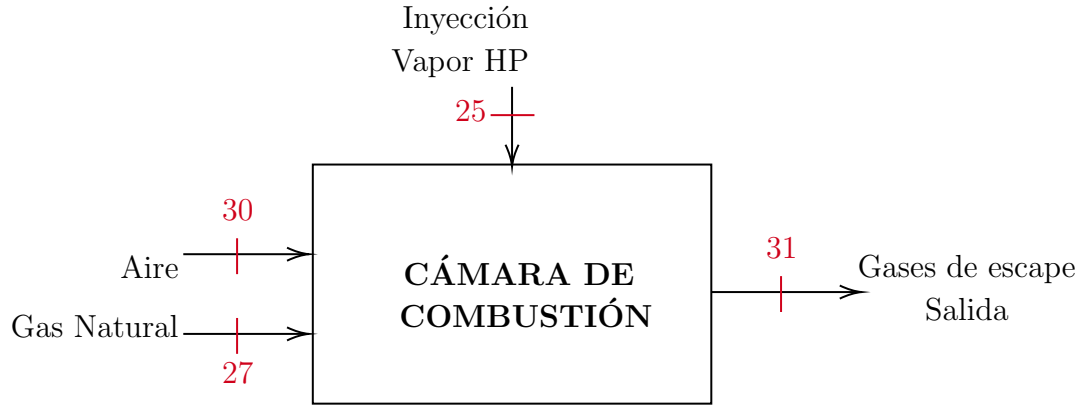 Inyección
Vapor HP
25
30
Aire
CÁMARA DE
COMBUSTIÓN
31
Gases de escape
Salida
Gas Natural
27